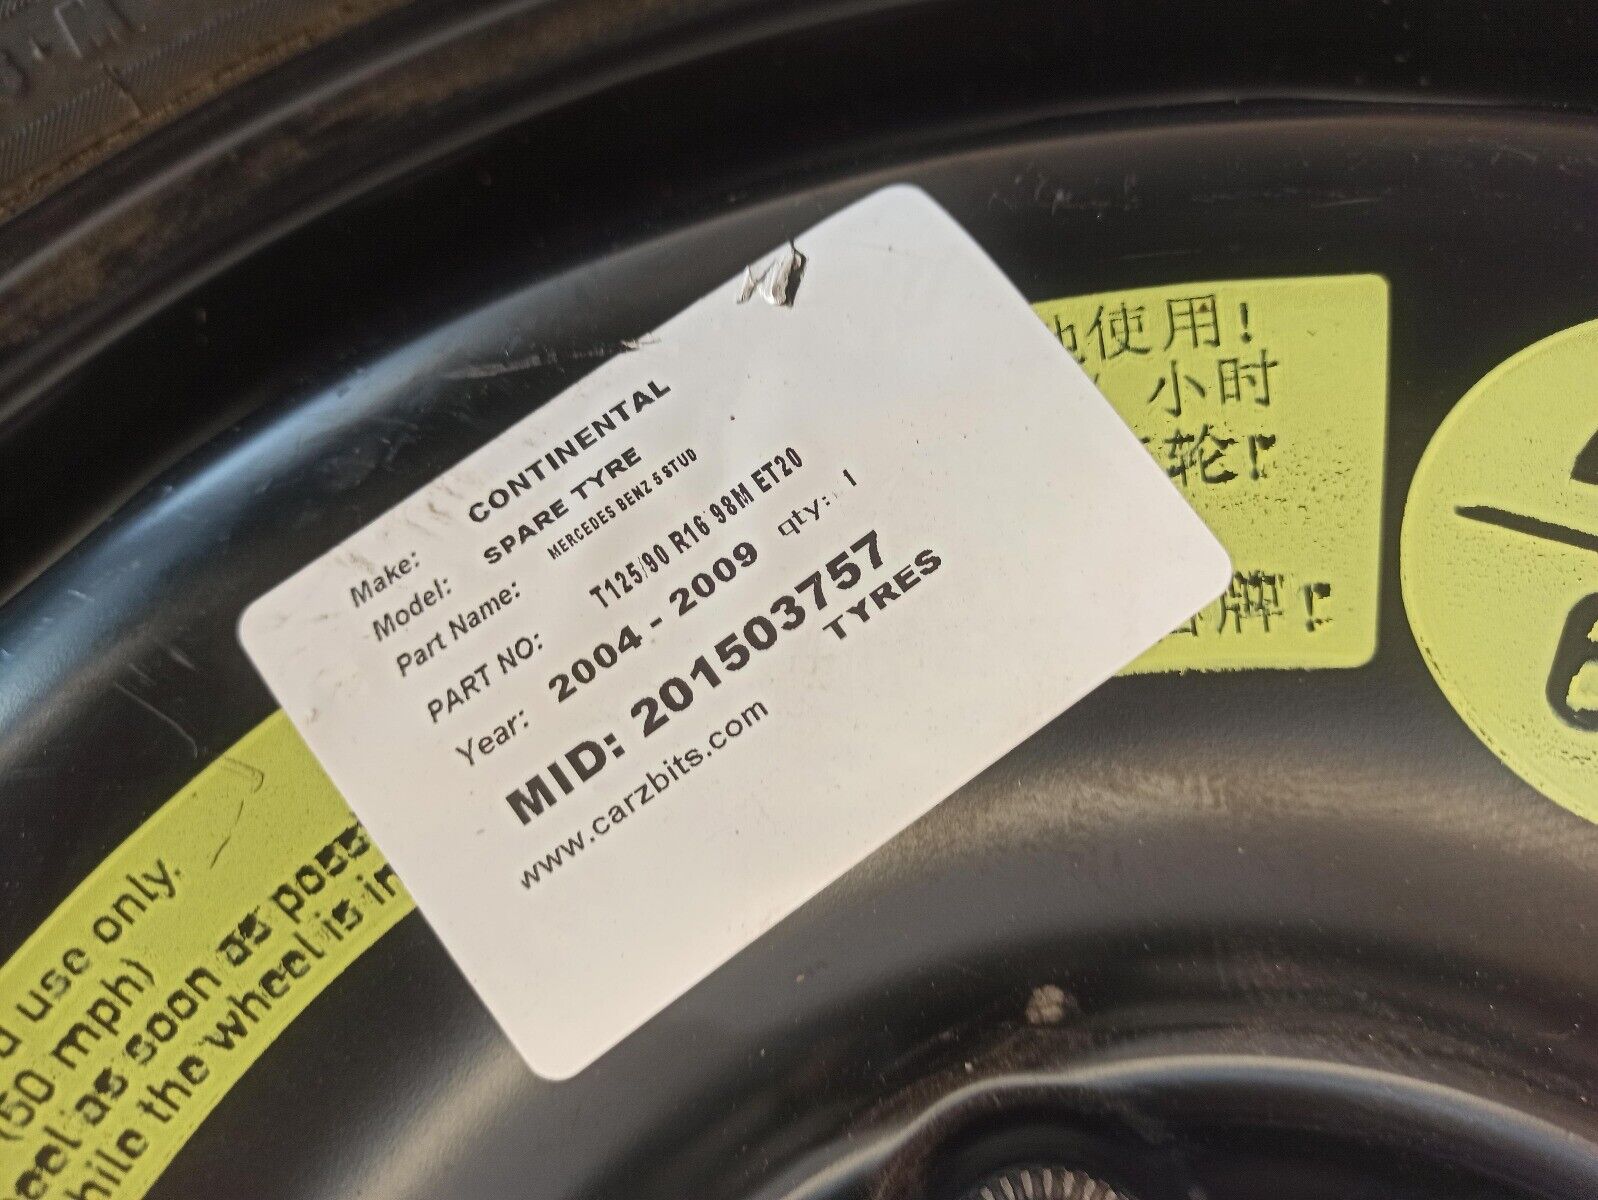 Make: CONTINENTAL
Model: SPARE TYRE
Part Name: MERCEDES BENZ 5 STUD
PART NO: T125/90 R16 98M ET20
Year: 2004 - 2009 qty: 1
MID: 201503757
TYRES
www.carzbits.com
使用!
小时
轮!
牌!
use only.
(50 mph)
as soon as
while the wheel is in